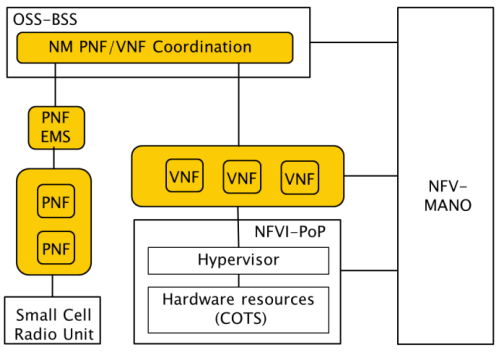 OSS-BSS
NM PNF/VNF Coordination
PNF
EMS
PNF
PNF
Small Cell
Radio Unit
VNF
VNF
VNF
NFVI-PoP
Hypervisor
Hardware resources
(COTS)
NFV-
MANO